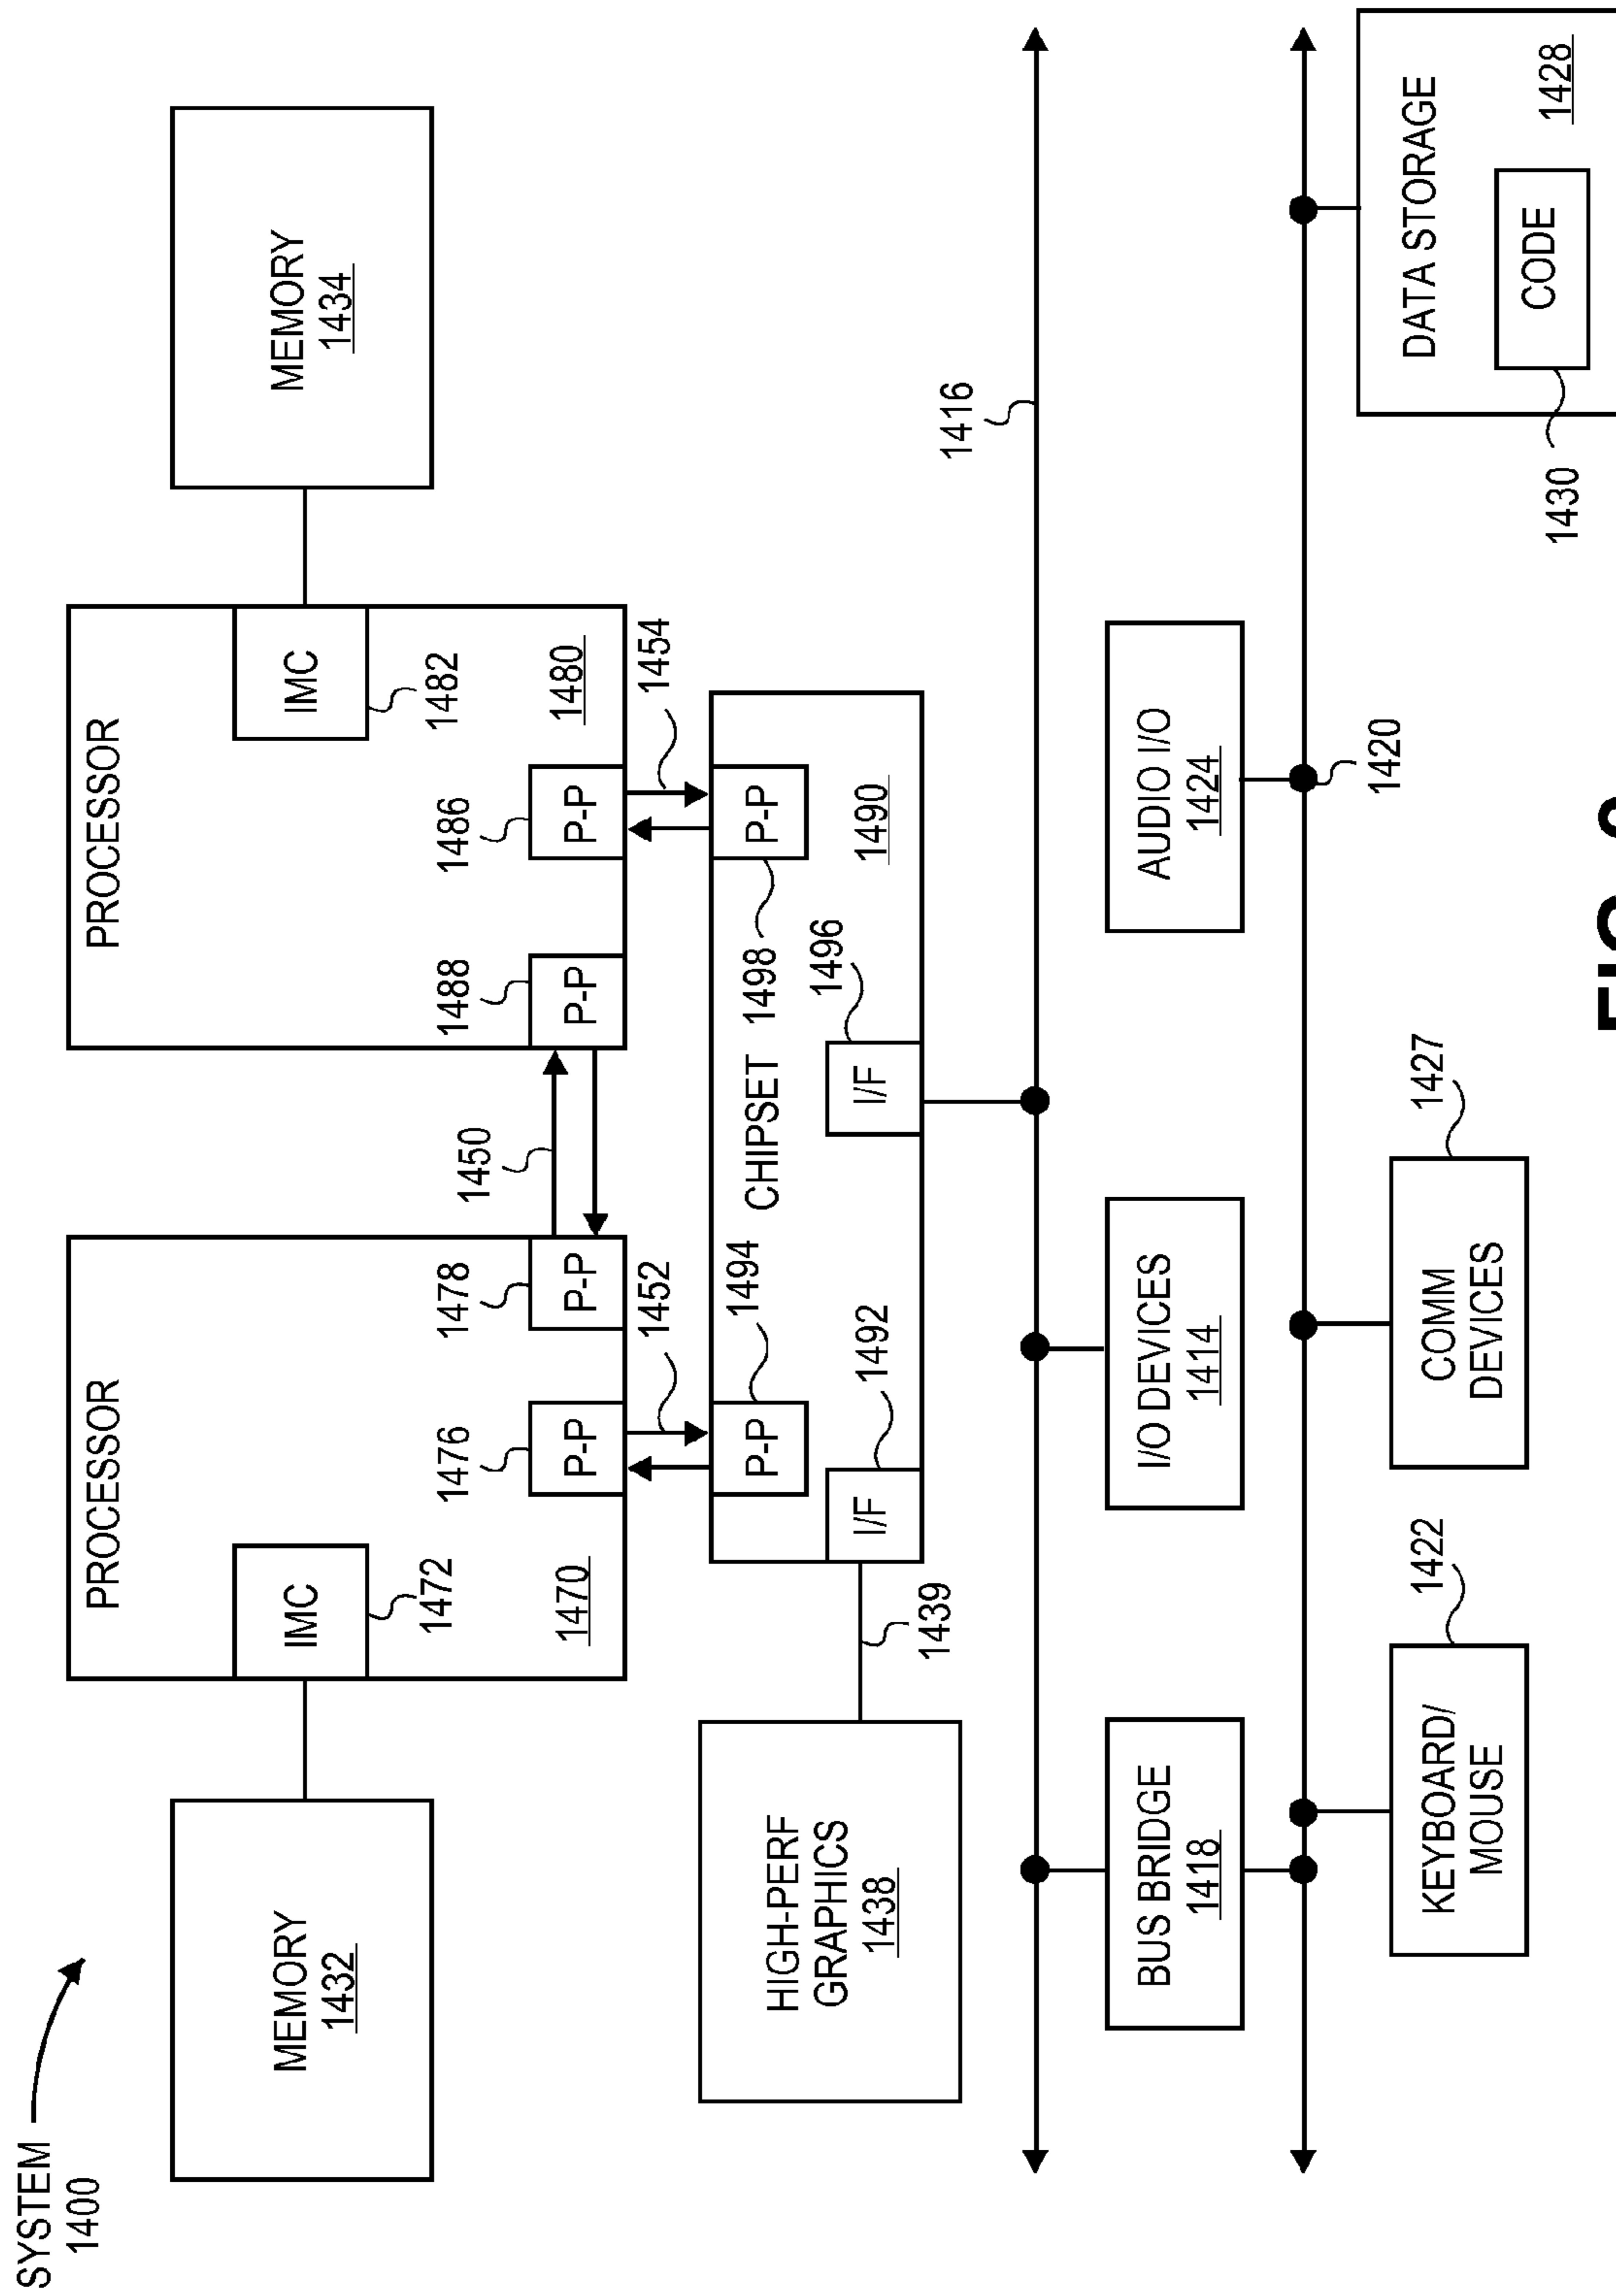 SYSTEM
1400
PROCESSOR
PROCESSOR
MEMORY
1432
IMC
1472
1476
1478
1450
1488
1486
IMC
1482
MEMORY
1434
1470
P-P
P-P
P-P
P-P
1480
1452
1454
HIGH-PERF
GRAPHICS
1438
1439
P-P
1494
CHIPSET
1498
P-P
I/F
1492
I/F
1496
1490
1416
BUS BRIDGE
1418
I/O DEVICES
1414
AUDIO I/O
1424
1420
KEYBOARD/
MOUSE
1422
COMM
DEVICES
1427
DATA STORAGE
1428
CODE
1430
FIG.